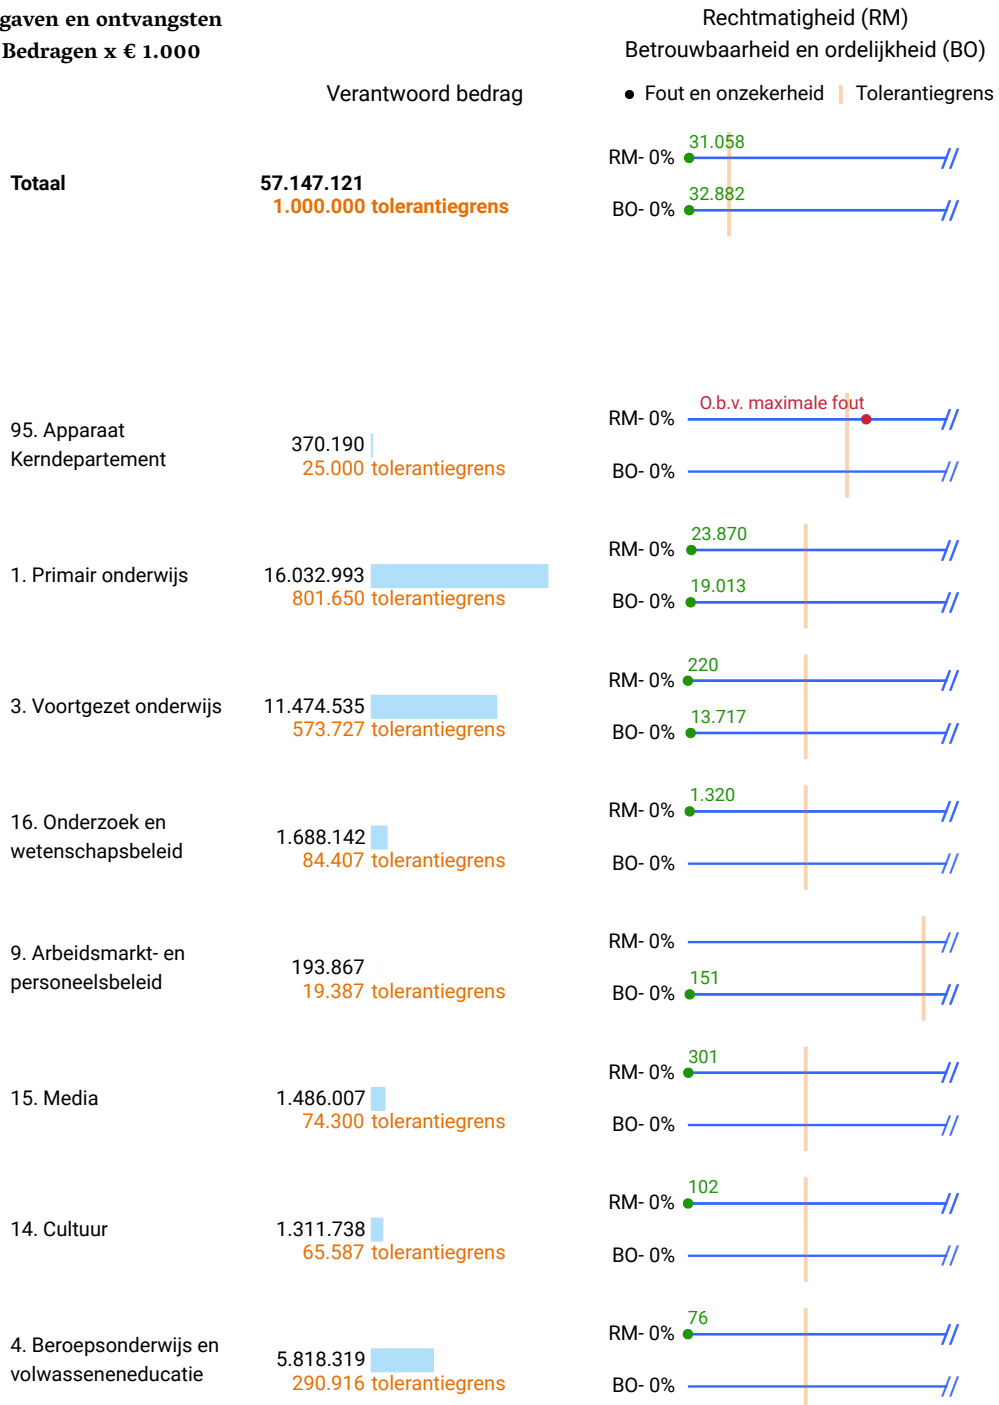 gaven en ontvangsten
Bedragen x € 1.000
Rechtmatigheid (RM)
Betrouwbaarheid en ordelijkheid (BO)
Verantwoord bedrag
Fout en onzekerheid
Tolerantiegrens
Totaal
57.147.121
1.000.000 tolerantiegrens
RM- 0%
31.058
BO- 0%
32.882
95. Apparaat
Kerndepartement
370.190
25.000 tolerantiegrens
RM- 0%
O.b.v. maximale fout
BO- 0%
1. Primair onderwijs
16.032.993
801.650 tolerantiegrens
RM- 0%
23.870
BO- 0%
19.013
3. Voortgezet onderwijs
11.474.535
573.727 tolerantiegrens
RM- 0%
220
BO- 0%
13.717
16. Onderzoek en
wetenschapsbeleid
1.688.142
84.407 tolerantiegrens
RM- 0%
1.320
BO- 0%
9. Arbeidsmarkt- en
personeelsbeleid
193.867
19.387 tolerantiegrens
RM- 0%
BO- 0%
151
15. Media
1.486.007
74.300 tolerantiegrens
RM- 0%
301
BO- 0%
14. Cultuur
1.311.738
65.587 tolerantiegrens
RM- 0%
102
BO- 0%
4. Beroepsonderwijs en
volwasseneneducatie
5.818.319
290.916 tolerantiegrens
RM- 0%
76
BO- 0%